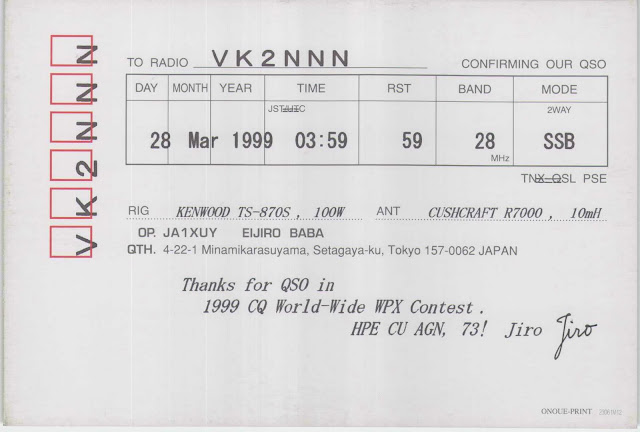 VK2NNN
TO RADIO VK2NNN CONFIRMING OUR QSO
DAY MONTH YEAR TIME RST BAND MODE
JST UTC 2WAY
28 Mar 1999 03:59 59 28 SSB
MHz
TNX QSL PSE
RIG KENWOOD TS-870S , 100W ANT CUSHCRAFT R7000 , 10mH
OP. JA1XUY EIJIRO BABA
QTH. 4-22-1 Minamikarasuyama, Setagaya-ku, Tokyo 157-0062 JAPAN
Thanks for QSO in
1999 CQ World-Wide WPX Contest .
HPE CU AGN, 73! Jiro Jiro
ONOUE-PRINT